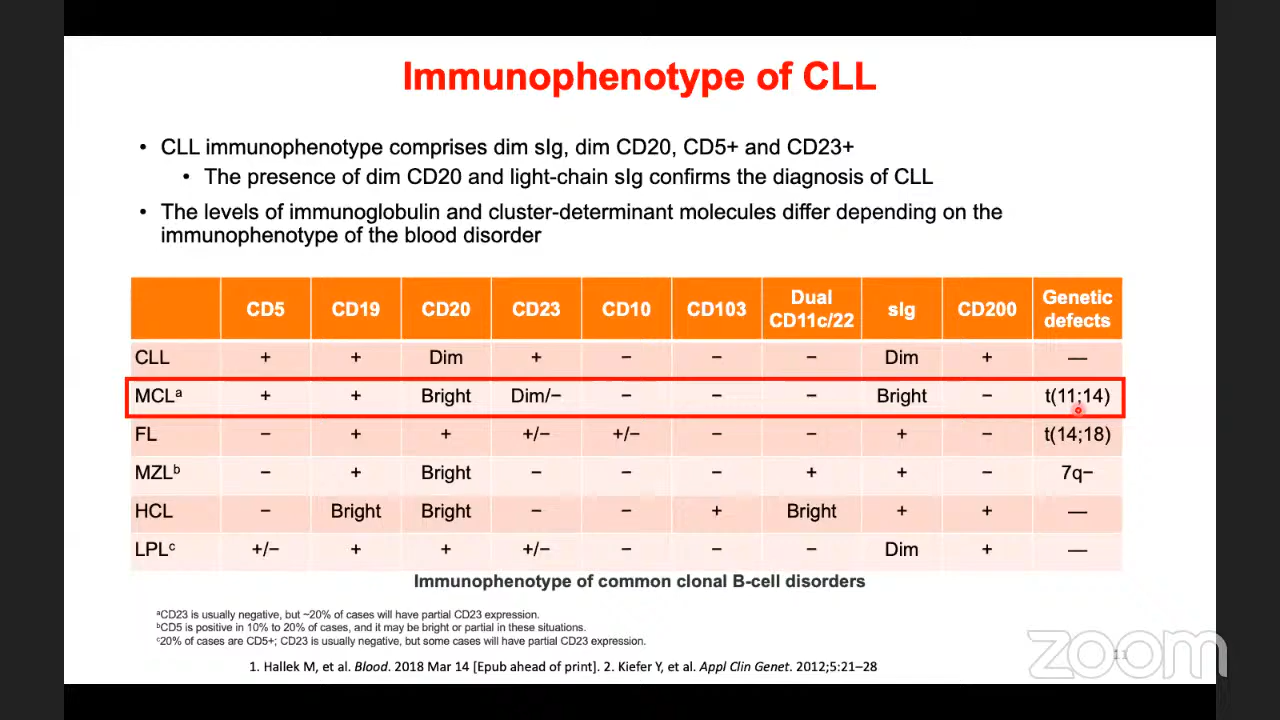 Immunophenotype of CLL
• CLL immunophenotype comprises dim sIg, dim CD20, CD5+ and CD23+
• The presence of dim CD20 and light-chain sIg confirms the diagnosis of CLL
• The levels of immunoglobulin and cluster-determinant molecules differ depending on the
immunophenotype of the blood disorder
CD5 CD19 CD20 CD23 CD10 CD103 Dual CD11c/22 sIg CD200 Genetic defects
CLL + + Dim + − − − Dim + —
MCLᵃ + + Bright Dim/− − − − Bright − t(11;14)
FL − + + +/− +/− − − + − t(14;18)
MZLᵇ − + Bright − − − + + − 7q−
HCL − Bright Bright − − + Bright + + —
LPLᶜ +/− + + +/− − − − Dim + —
Immunophenotype of common clonal B-cell disorders
ᵃCD23 is usually negative, but ~20% of cases will have partial CD23 expression.
ᵇCD5 is positive in 10% to 20% of cases, and it may be bright or partial in these situations.
ᶜ20% of cases are CD5+; CD23 is usually negative, but some cases will have partial CD23 expression.
1. Hallek M, et al. Blood. 2018 Mar 14 [Epub ahead of print]. 2. Kiefer Y, et al. Appl Clin Genet. 2012;5:21–28
11
zoom